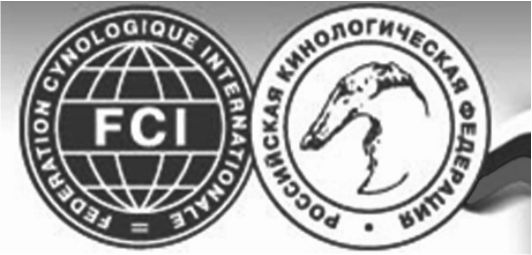 FEDERATION CYNOLOGIQUE INTERNATIONALE =
FCI
РОССИЙСКАЯ КИНОЛОГИЧЕСКАЯ ФЕДЕРАЦИЯ •